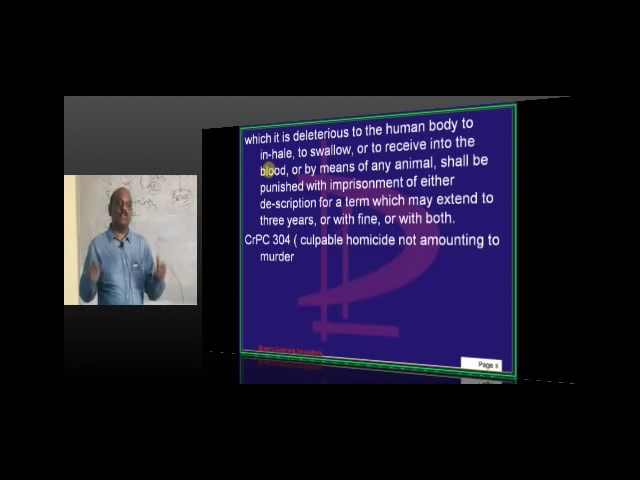 which it is deleterious to the human body to
in-hale, to swallow, or to receive into the
blood, or by means of any animal, shall be
punished with imprisonment of either
de-scription for a term which may extend to
three years, or with fine, or with both.
CrPC 304 ( culpable homicide not amounting to
murder
Page 8